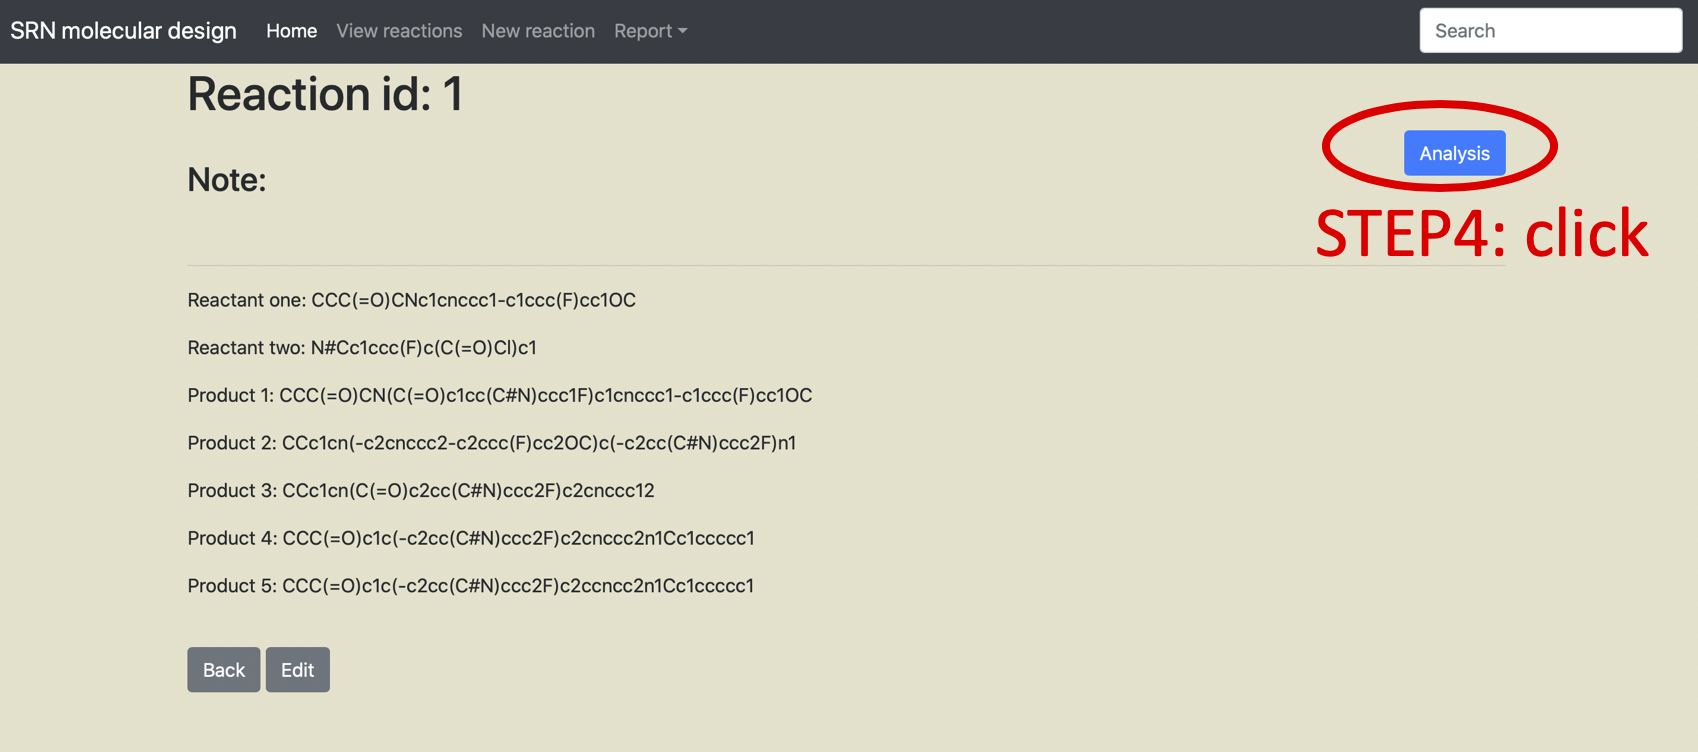 SRN molecular design Home View reactions New reaction Report Search
Reaction id: 1
Analysis
Note:
STEP4: click
Reactant one: CCC(=O)CNc1cnccc1-c1ccc(F)cc1OC
Reactant two: N#Cc1ccc(F)c(C(=O)Cl)c1
Product 1: CCC(=O)CN(C(=O)c1cc(C#N)ccc1F)c1cnccc1-c1ccc(F)cc1OC
Product 2: CCc1cn(-c2cnccc2-c2ccc(F)cc2OC)c(-c2cc(C#N)ccc2F)n1
Product 3: CCc1cn(C(=O)c2cc(C#N)ccc2F)c2cnccc12
Product 4: CCC(=O)c1c(-c2cc(C#N)ccc2F)c2cnccc2n1Cc1ccccc1
Product 5: CCC(=O)c1c(-c2cc(C#N)ccc2F)c2ccncc2n1Cc1ccccc1
Back Edit